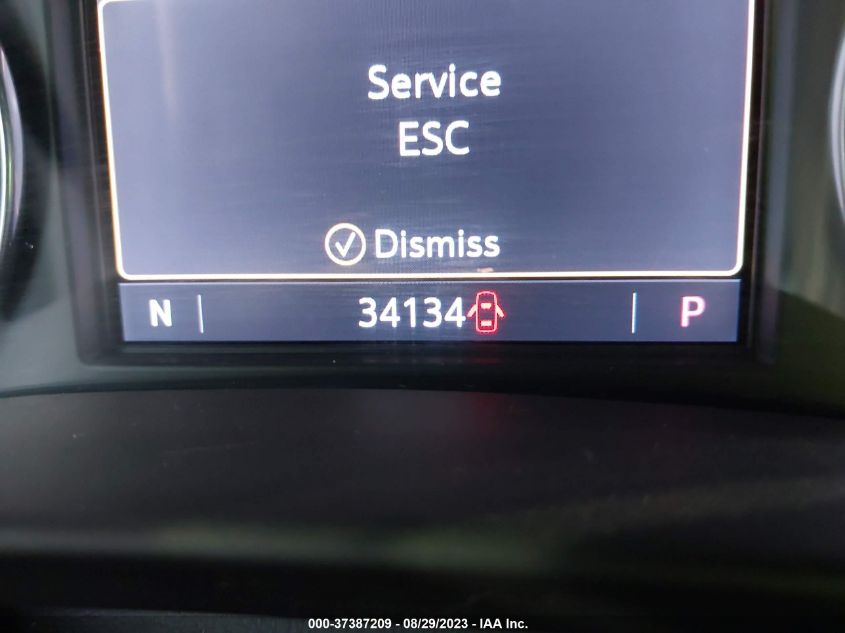 Service
ESC
Dismiss
N 34134 P
000-37387209 - 08/29/2023 - IAA Inc.